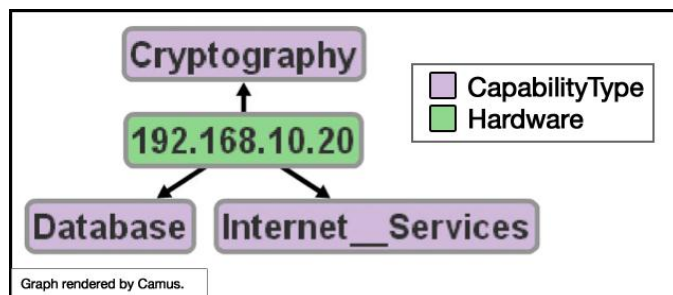 Cryptography
CapabilityType
Hardware
192.168.10.20
Database
Internet__Services
Graph rendered by Camus.